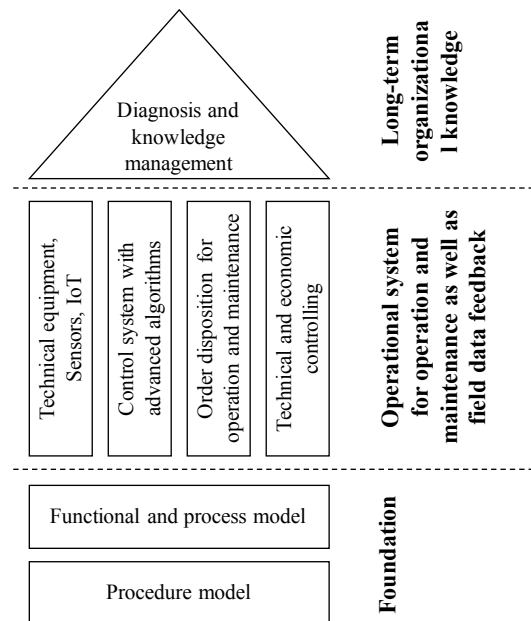 Diagnosis and
knowledge
management
Long-term
organizationa
l knowledge
Technical equipment,
Sensors, IoT
Control system with
advanced algorithms
Order disposition for
operation and maintenance
Technical and economic
controlling
Operational system
for operation and
maintenance as well as
field data feedback
Functional and process model
Procedure model
Foundation